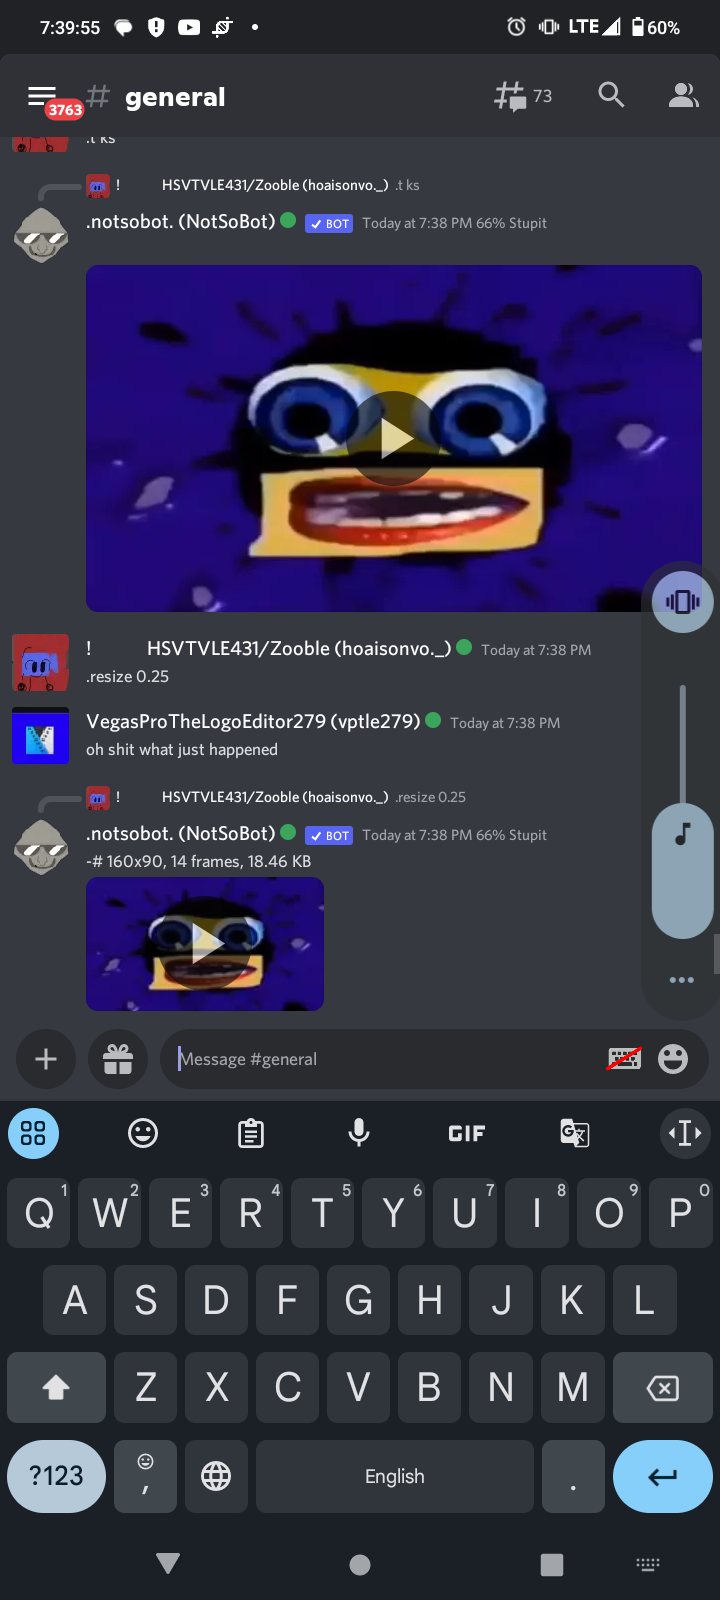 7:39:55
LTE 60%
3763
# general
73
.t ks
! HSVTVLE431/Zooble (hoaisonvo._) .t ks
.notsobot. (NotSoBot) BOT Today at 7:38 PM 66% Stupit
! HSVTVLE431/Zooble (hoaisonvo._) Today at 7:38 PM
.resize 0.25
VegasProTheLogoEditor279 (vptle279) Today at 7:38 PM
oh shit what just happened
! HSVTVLE431/Zooble (hoaisonvo._) .resize 0.25
.notsobot. (NotSoBot) BOT Today at 7:38 PM 66% Stupit
-# 160x90, 14 frames, 18.46 KB
Message #general
GIF
Q 1 W 2 E 3 R 4 T 5 Y 6 U 7 I 8 O 9 P 0
A S D F G H J K L
Z X C V B N M
?123 , English .